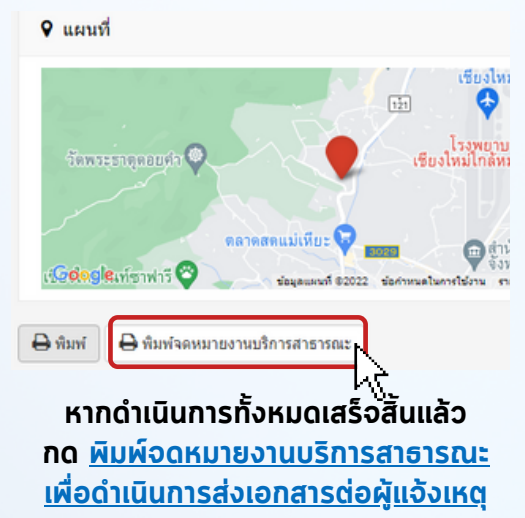 แผนที่
เชียงใหม่
121
วัดพระธาตุดอยคำ
โรงพยาบ
เชียงใหม่ใกล้หม
ตลาดสดแม่เหียะ
3029
สำน
จังห
Google
ท์ซาฟารี
ข้อมูลแผนที่ ©2022 ข้อกำหนดในการใช้งาน รา
พิมพ์ พิมพ์จดหมายงานบริการสาธารณะ
หากดำเนินการทั้งหมดเสร็จสิ้นแล้ว
กด พิมพ์จดหมายงานบริการสาธารณะ
เพื่อดำเนินการส่งเอกสารต่อผู้แจ้งเหตุ